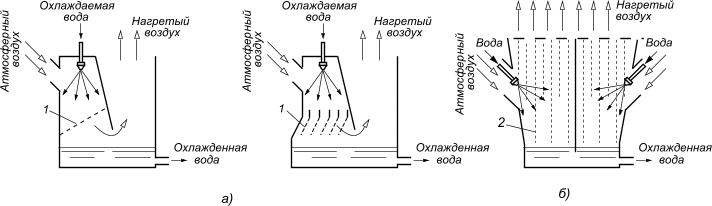 Охлаждаемая
вода
Нагретый
воздух
Атмосферный
воздух
1
Охлажденная
вода
Охлаждаемая
вода
Нагретый
воздух
1
Охлажденная
вода
а)
Нагретый
воздух
Вода
Вода
Атмосферный
воздух
2
Охлажденная
вода
б)